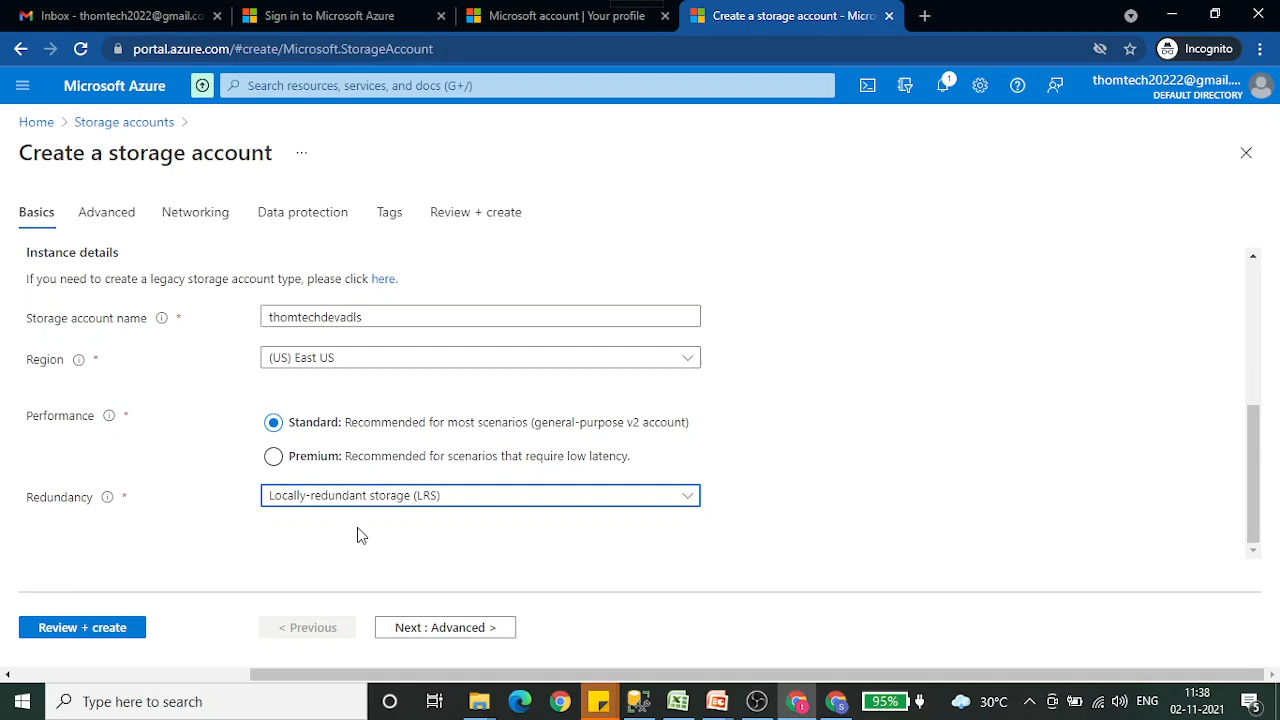 Inbox - thomtech2022@gmail.co
Sign in to Microsoft Azure
Microsoft account | Your profile
Create a storage account - Micro
portal.azure.com/#create/Microsoft.StorageAccount
Incognito
Microsoft Azure
Search resources, services, and docs (G+/)
1
thomtech20222@gmail....
DEFAULT DIRECTORY
Home > Storage accounts >
Create a storage account ...
Basics
Advanced
Networking
Data protection
Tags
Review + create
Instance details
If you need to create a legacy storage account type, please click here.
Storage account name *
thomtechdevadls
Region *
(US) East US
Performance *
Standard: Recommended for most scenarios (general-purpose v2 account)
Premium: Recommended for scenarios that require low latency.
Redundancy *
Locally-redundant storage (LRS)
Review + create
< Previous
Next : Advanced >
Type here to search
95%
30°C
ENG
11:38
02-11-2021
5